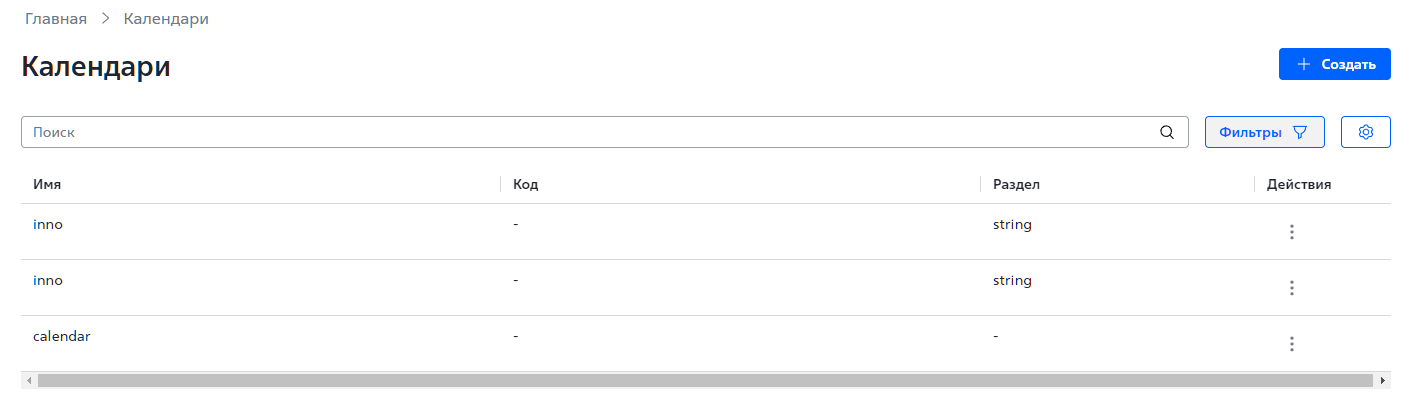 Главная > Календари
Календари
Создать
Поиск
Фильтры
Имя Код Раздел Действия
inno - string
inno - string
calendar - -